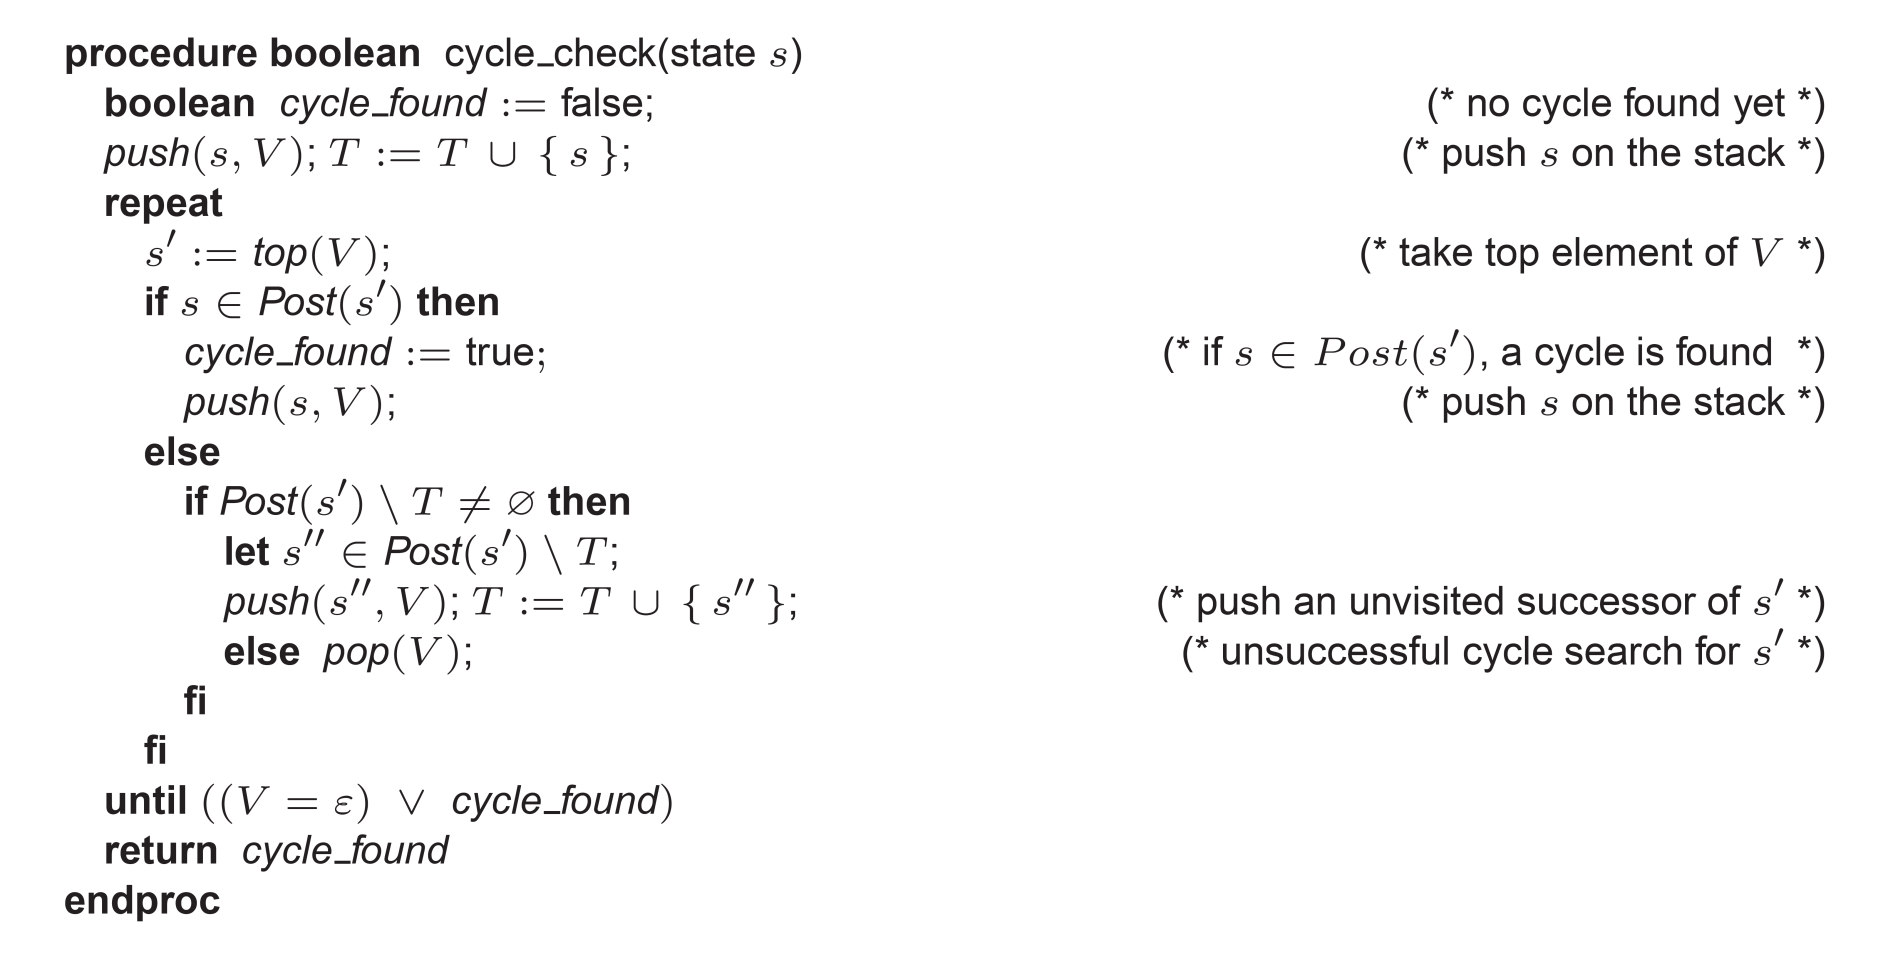 procedure boolean cycle_check(state s)
boolean cycle_found := false; (* no cycle found yet *)
push(s, V); T := T ∪ { s }; (* push s on the stack *)
repeat
s′ := top(V); (* take top element of V *)
if s ∈ Post(s′) then
cycle_found := true; (* if s ∈ Post(s′), a cycle is found *)
push(s, V); (* push s on the stack *)
else
if Post(s′) \ T ≠ ∅ then
let s′′ ∈ Post(s′) \ T;
push(s′′, V); T := T ∪ { s′′ }; (* push an unvisited successor of s′ *)
else pop(V); (* unsuccessful cycle search for s′ *)
fi
fi
until ((V = ε) ∨ cycle_found)
return cycle_found
endproc